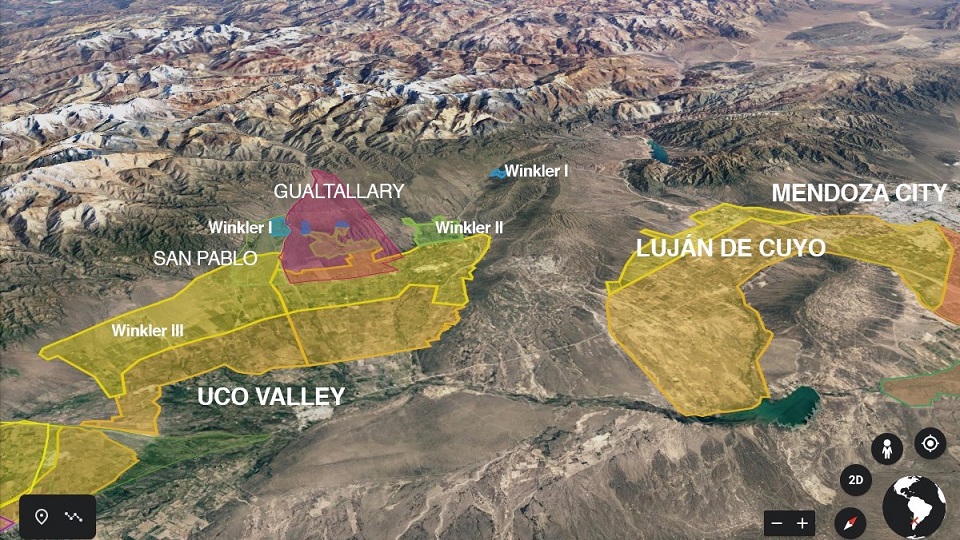 Winkler I
GUALTALLARY
MENDOZA CITY
Winkler I
Winkler II
SAN PABLO
LUJÁN DE CUYO
Winkler III
UCO VALLEY
2D